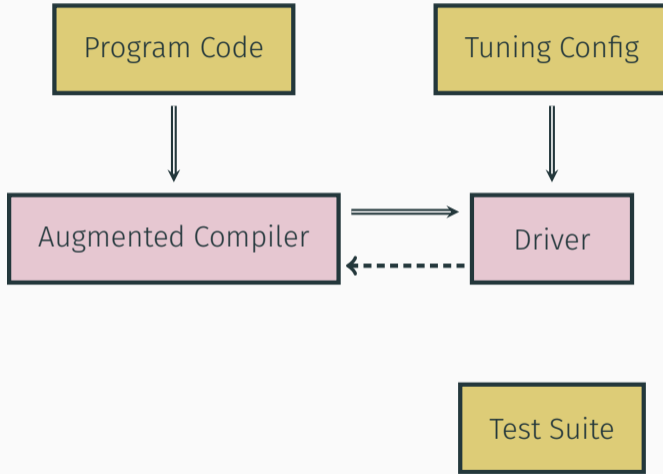 Program Code
Tuning Config
Augmented Compiler
Driver
Test Suite